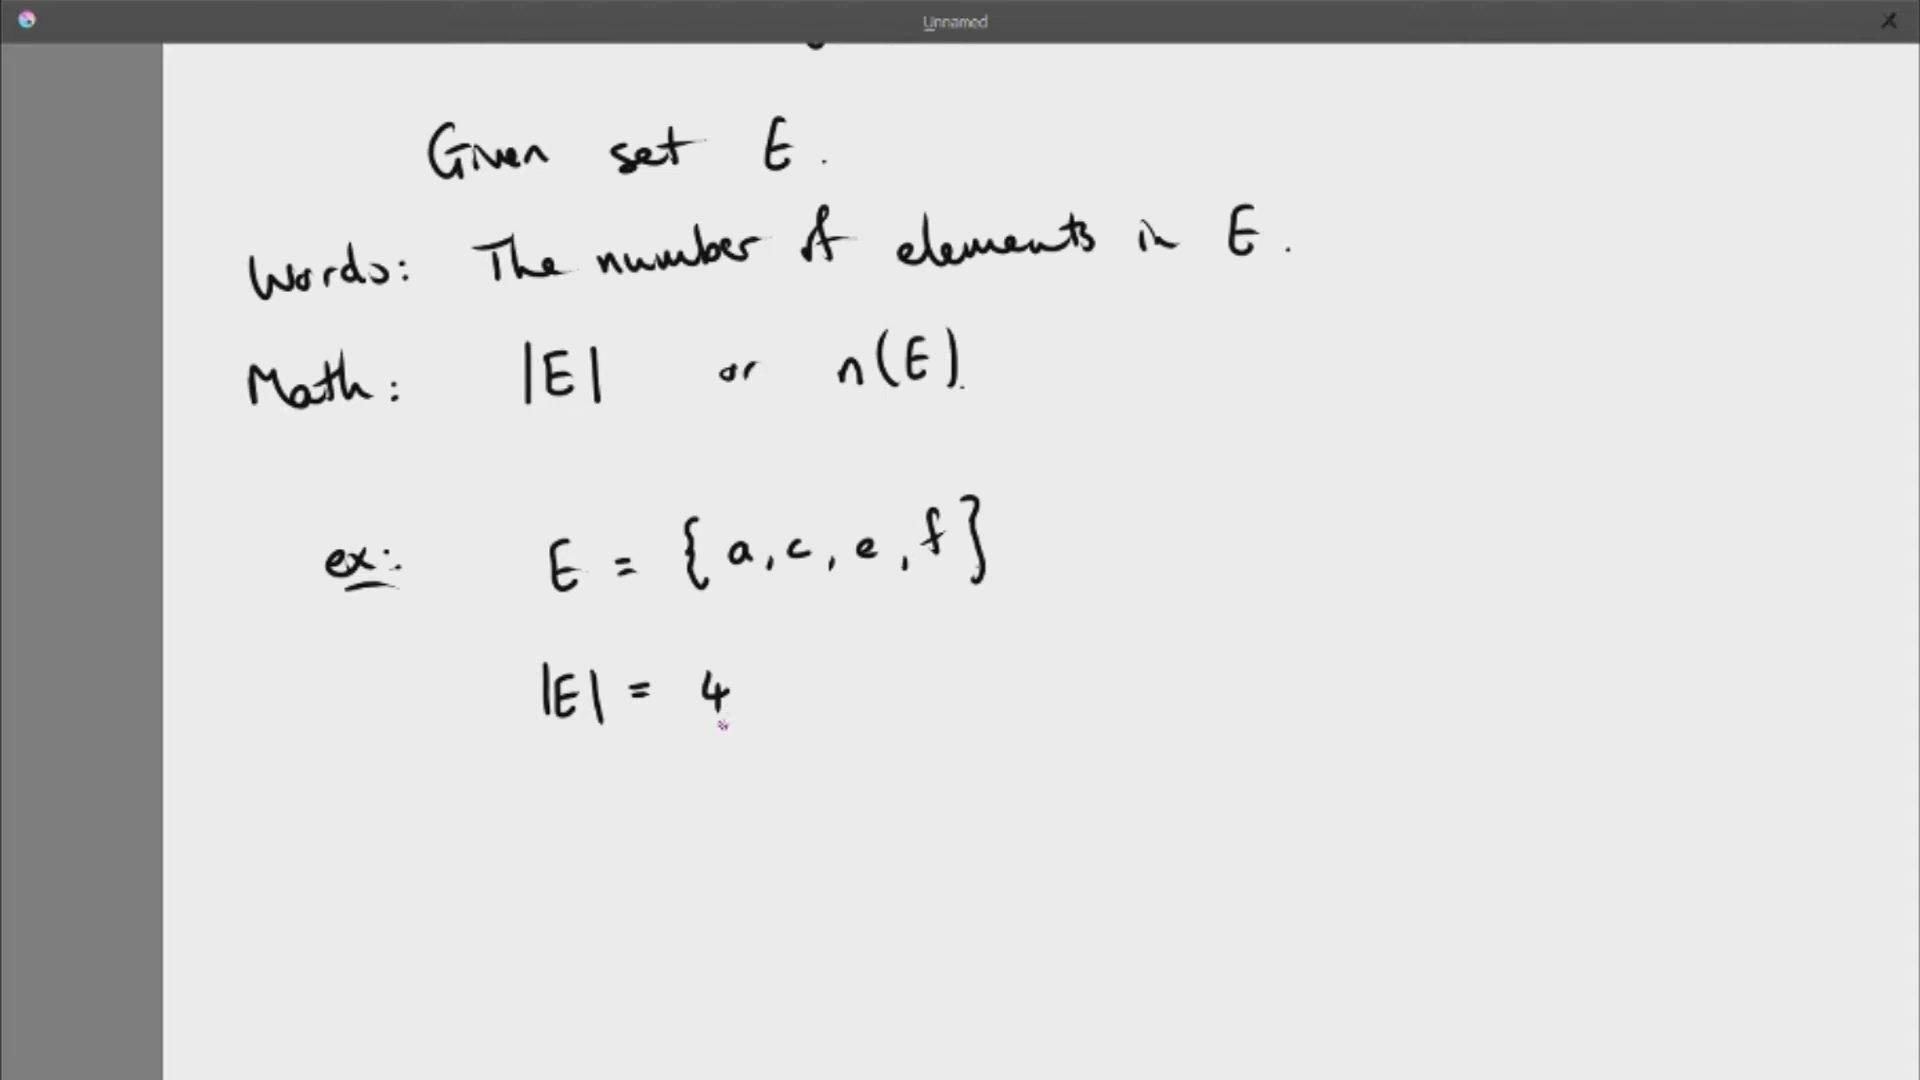 Unnamed
Given set E.
Words: The number of elements in E.
Math: |E| or n(E).
ex: E = {a, c, e, f}
|E| = 4